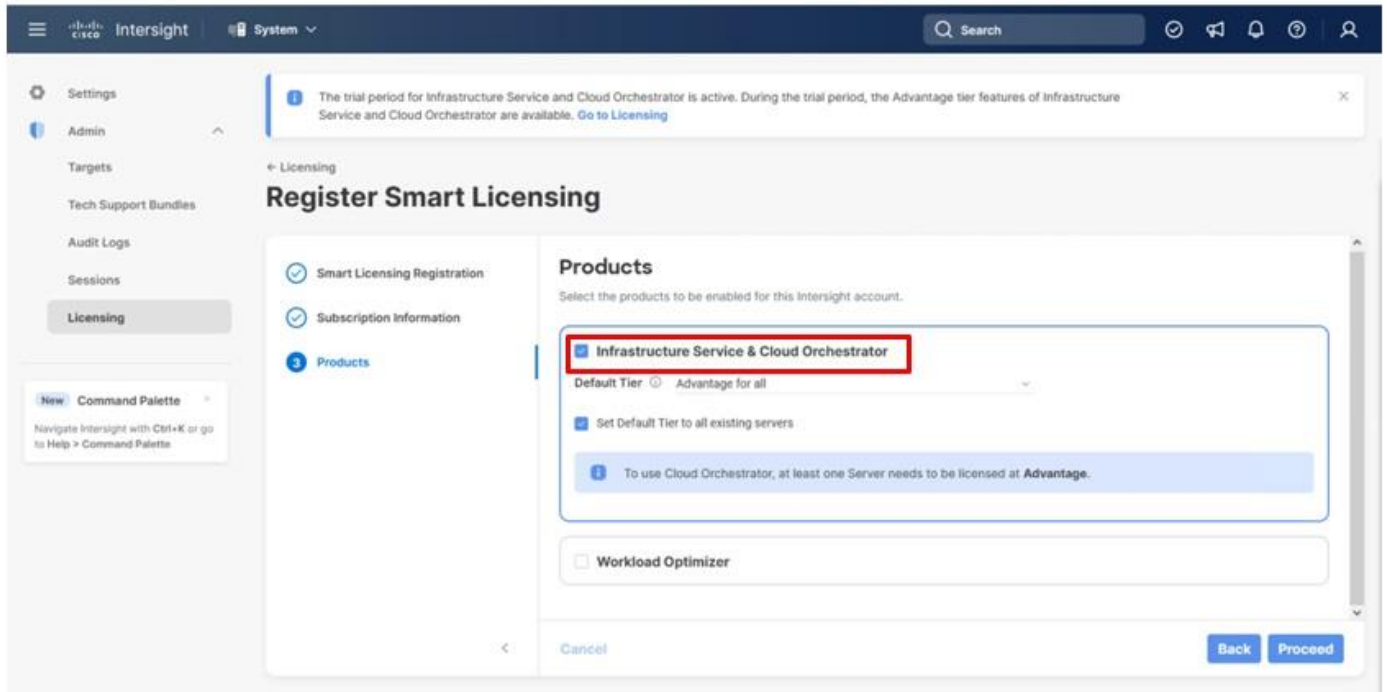 cisco Intersight System Search
Settings
Admin
Targets
Tech Support Bundles
Audit Logs
Sessions
Licensing
New Command Palette
Navigate Intersight with Ctrl+K or go
to Help > Command Palette
The trial period for Infrastructure Service and Cloud Orchestrator is active. During the trial period, the Advantage tier features of Infrastructure
Service and Cloud Orchestrator are available. Go to Licensing
← Licensing
Register Smart Licensing
Smart Licensing Registration
Subscription Information
3 Products
Products
Select the products to be enabled for this Intersight account.
Infrastructure Service & Cloud Orchestrator
Default Tier Advantage for all
Set Default Tier to all existing servers
To use Cloud Orchestrator, at least one Server needs to be licensed at Advantage.
Workload Optimizer
Cancel Back Proceed